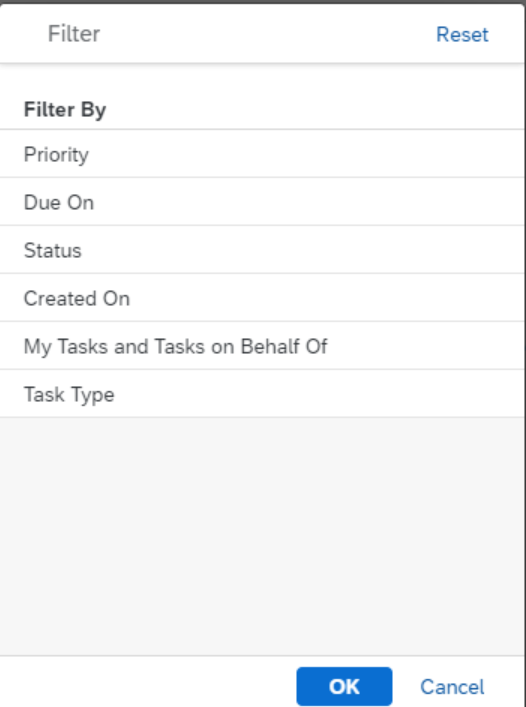 Filter
Reset
Filter By
Priority
Due On
Status
Created On
My Tasks and Tasks on Behalf Of
Task Type
OK
Cancel